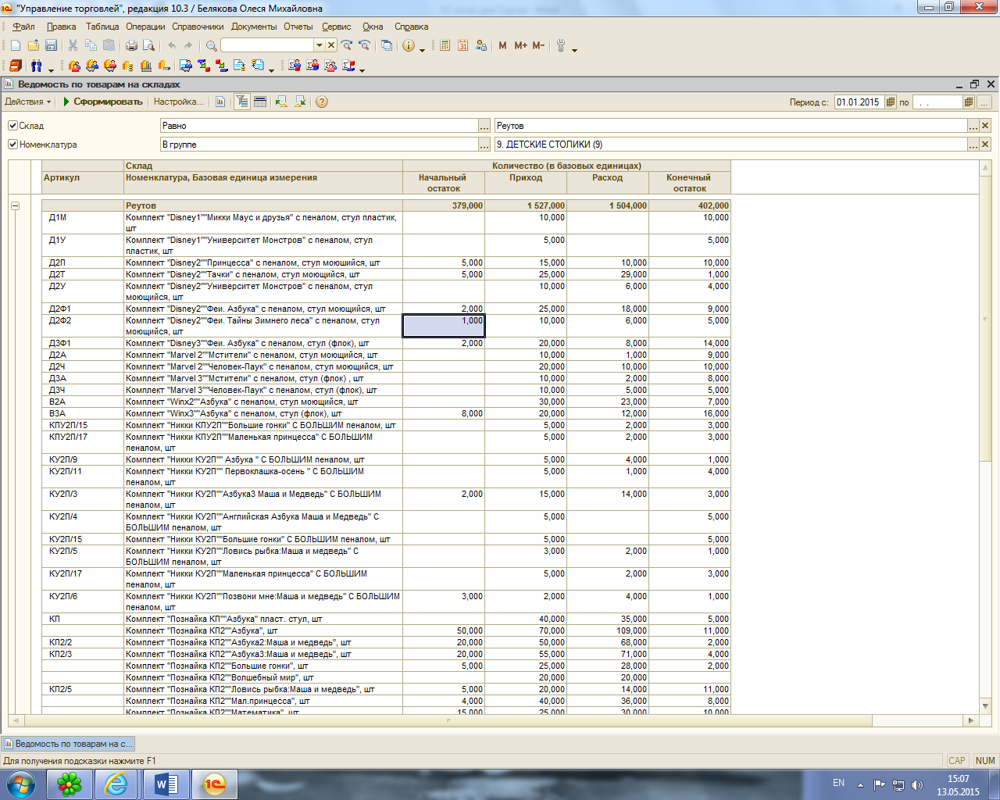 "Управление торговлей", редакция 10.3 / Белякова Олеся Михайловна
Файл Правка Таблица Операции Справочники Документы Отчеты Сервис Окна Справка
M M+ M-
Ведомость по товарам на складах
Действия Сформировать Настройка... Период с: 01.01.2015 по . .
Склад Равно ... Реутов ...
Номенклатура В группе ... 9. ДЕТСКИЕ СТОЛИКИ (9) ...
Склад Количество (в базовых единицах)
Артикул Номенклатура, Базовая единица измерения Начальный остаток Приход Расход Конечный остаток
Реутов 379,000 1 527,000 1 504,000 402,000
Д1М Комплект "Disney1""Микки Маус и друзья" с пеналом, стул пластик, шт 10,000 10,000
Д1У Комплект "Disney1""Университет Монстров" с пеналом, стул пластик, шт 5,000 5,000
Д2П Комплект "Disney2""Принцесса" с пеналом, стул моюшийся, шт 5,000 15,000 10,000 10,000
Д2Т Комплект "Disney2""Тачки" с пеналом, стул моющийся, шт 5,000 25,000 29,000 1,000
Д2У Комплект "Disney2""Университет Монстров" с пеналом, стул моющийся, шт 10,000 6,000 4,000
Д2Ф1 Комплект "Disney2""Феи. Азбука" с пеналом, стул моющийся, шт 2,000 25,000 18,000 9,000
Д2Ф2 Комплект "Disney2""Феи. Тайны Зимнего леса" с пеналом, стул моющийся, шт 1,000 10,000 6,000 5,000
Д3Ф1 Комплект "Disney3""Феи. Азбука" с пеналом, стул (флок), шт 2,000 20,000 8,000 14,000
Д2А Комплект "Marvel 2""Мстители" с пеналом, стул моющийся, шт 10,000 1,000 9,000
Д2Ч Комплект "Marvel 2""Человек-Паук" с пеналом, стул моющийся, шт 20,000 10,000 10,000
Д3А Комплект "Marvel 3""Мстители" с пеналом, стул (флок) , шт 10,000 2,000 8,000
Д3Ч Комплект "Marvel 3""Человек-Паук" с пеналом, стул (флок), шт 10,000 5,000 5,000
В2А Комплект "Winx2""Азбука" с пеналом, стул моющийся, шт 30,000 23,000 7,000
В3А Комплект "Winx3""Азбука" с пеналом, стул (флок), шт 8,000 20,000 12,000 16,000
КПУ2П/15 Комплект "Никки КПУ2П""Большие гонки" С БОЛЬШИМ пеналом, шт 5,000 2,000 3,000
КПУ2П/17 Комплект "Никки КПУ2П""Маленькая принцесса" С БОЛЬШИМ пеналом, шт 5,000 2,000 3,000
КУ2П/9 Комплект "Никки КУ2П"" Азбука " С БОЛЬШИМ пеналом, шт 5,000 4,000 1,000
КУ2П/11 Комплект "Никки КУ2П"" Первоклашка-осень " С БОЛЬШИМ пеналом, шт 5,000 1,000 4,000
КУ2П/3 Комплект "Никки КУ2П""Азбука3 Маша и Медведь" С БОЛЬШИМ пеналом, шт 2,000 15,000 14,000 3,000
КУ2П/4 Комплект "Никки КУ2П""Английская Азбука Маша и Медведь" С БОЛЬШИМ пеналом, шт 5,000 5,000
КУ2П/15 Комплект "Никки КУ2П""Большие гонки" С БОЛЬШИМ пеналом, шт 5,000 5,000
КУ2П/5 Комплект "Никки КУ2П""Ловись рыбка:Маша и медведь" С БОЛЬШИМ пеналом, шт 3,000 2,000 1,000
КУ2П/17 Комплект "Никки КУ2П""Маленькая принцесса" С БОЛЬШИМ пеналом, шт 5,000 2,000 3,000
КУ2П/6 Комплект "Никки КУ2П""Позвони мне:Маша и медведь" С БОЛЬШИМ пеналом, шт 3,000 2,000 4,000 1,000
КП Комплект "Познайка КП""Азбука" пласт. стул, шт 40,000 35,000 5,000
Комплект "Познайка КП2""Азбука", шт 50,000 70,000 109,000 11,000
КП2/2 Комплект "Познайка КП2""Азбука2:Маша и медведь", шт 20,000 50,000 68,000 2,000
КП2/3 Комплект "Познайка КП2""Азбука3:Маша и медведь", шт 20,000 55,000 71,000 4,000
Комплект "Познайка КП2""Большие гонки", шт 5,000 25,000 28,000 2,000
Комплект "Познайка КП2""Волшебный мир", шт 20,000 20,000
КП2/5 Комплект "Познайка КП2""Ловись рыбка:Маша и медведь", шт 5,000 20,000 14,000 11,000
Комплект "Познайка КП2""Мал.принцесса", шт 4,000 40,000 36,000 8,000
Комплект "Познайка КП2""Математика", шт 15,000 25,000 30,000 10,000
Ведомость по товарам на с...
Для получения подсказки нажмите F1 CAP NUM
EN 15:07
13.05.2015